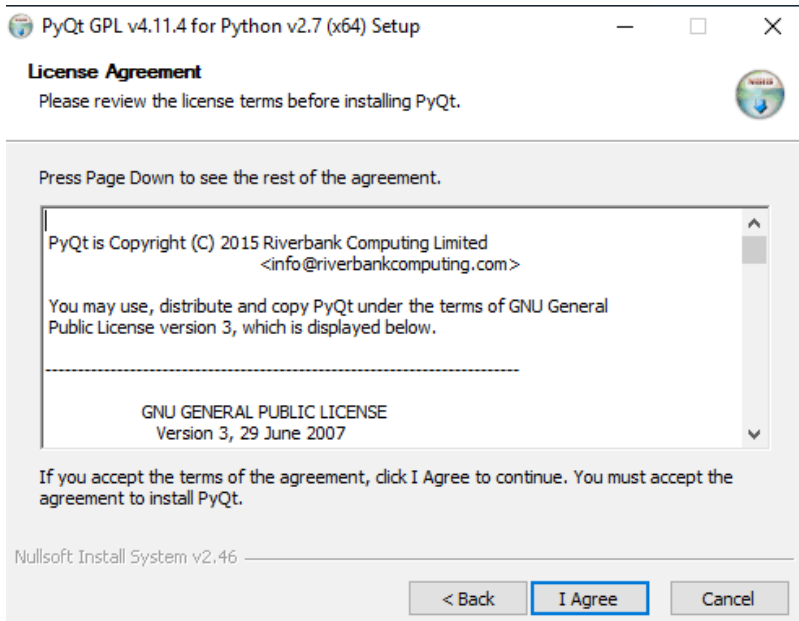 PyQt GPL v4.11.4 for Python v2.7 (x64) Setup
License Agreement
Please review the license terms before installing PyQt.
Press Page Down to see the rest of the agreement.
PyQt is Copyright (C) 2015 Riverbank Computing Limited
<info@riverbankcomputing.com>
You may use, distribute and copy PyQt under the terms of GNU General
Public License version 3, which is displayed below.
-------------------------------------------------------------------------
GNU GENERAL PUBLIC LICENSE
Version 3, 29 June 2007
If you accept the terms of the agreement, click I Agree to continue. You must accept the
agreement to install PyQt.
Nullsoft Install System v2.46
< Back
I Agree
Cancel